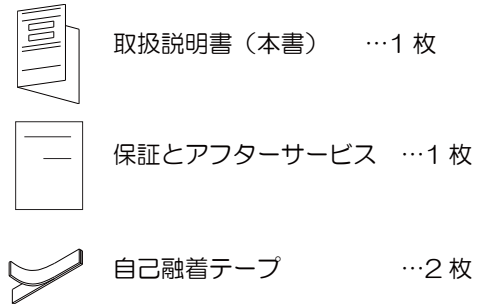 取扱説明書（本書）　…1 枚
保証とアフターサービス　…1 枚
自己融着テープ　…2 枚